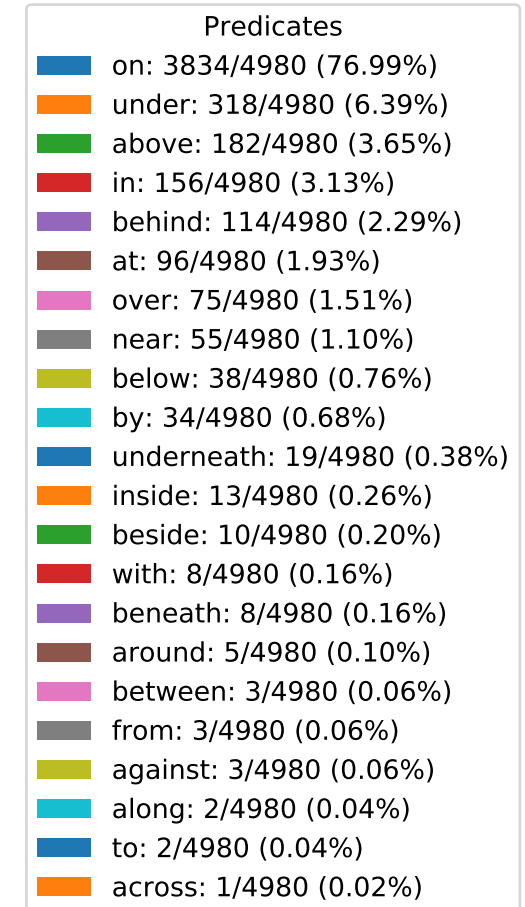 Predicates
on: 3834/4980 (76.99%)
under: 318/4980 (6.39%)
above: 182/4980 (3.65%)
in: 156/4980 (3.13%)
behind: 114/4980 (2.29%)
at: 96/4980 (1.93%)
over: 75/4980 (1.51%)
near: 55/4980 (1.10%)
below: 38/4980 (0.76%)
by: 34/4980 (0.68%)
underneath: 19/4980 (0.38%)
inside: 13/4980 (0.26%)
beside: 10/4980 (0.20%)
with: 8/4980 (0.16%)
beneath: 8/4980 (0.16%)
around: 5/4980 (0.10%)
between: 3/4980 (0.06%)
from: 3/4980 (0.06%)
against: 3/4980 (0.06%)
along: 2/4980 (0.04%)
to: 2/4980 (0.04%)
across: 1/4980 (0.02%)